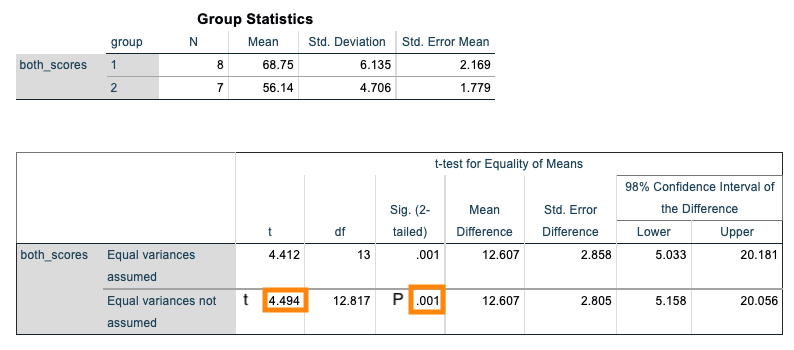 Group Statistics
group N Mean Std. Deviation Std. Error Mean
both_scores 1 8 68.75 6.135 2.169
2 7 56.14 4.706 1.779
t-test for Equality of Means
98% Confidence Interval of
Sig. (2- Mean Std. Error the Difference
t df tailed) Difference Difference Lower Upper
both_scores Equal variances 4.412 13 .001 12.607 2.858 5.033 20.181
assumed
Equal variances not t 4.494 12.817 P .001 12.607 2.805 5.158 20.056
assumed